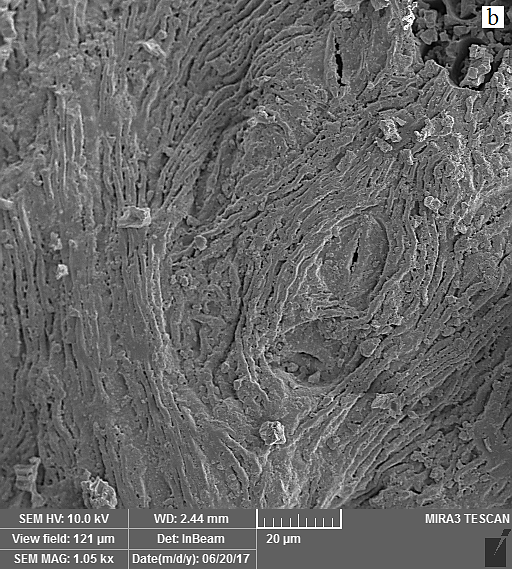 b
SEM HV: 10.0 kV WD: 2.44 mm MIRA3 TESCAN
View field: 121 µm Det: InBeam 20 µm
SEM MAG: 1.05 kx Date(m/d/y): 06/20/17